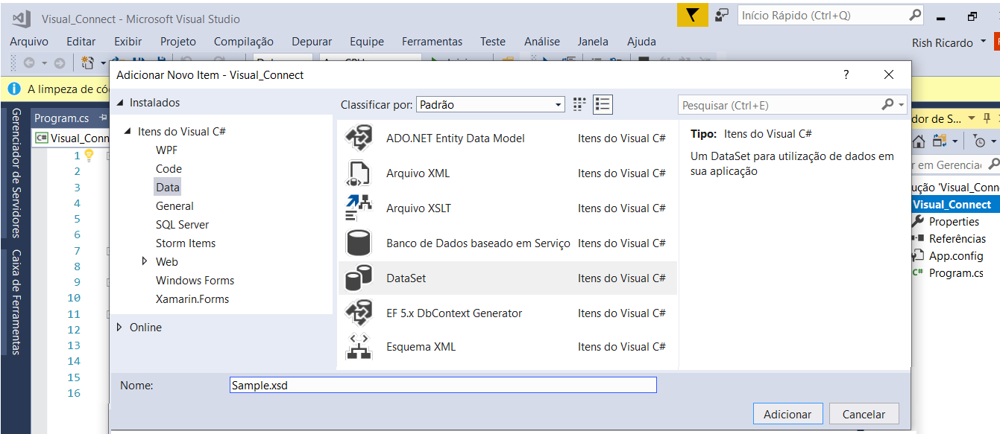 Visual_Connect - Microsoft Visual Studio
Início Rápido (Ctrl+Q)
Arquivo Editar Exibir Projeto Compilação Depurar Equipe Ferramentas Teste Análise Janela Ajuda
Rish Ricardo
Adicionar Novo Item - Visual_Connect
?
A limpeza de có
Instalados
Classificar por: Padrão
Pesquisar (Ctrl+E)
Gerenciador de Servidores
Caixa de Ferramentas
Program.cs
C# Visual_Conn
1
2
3
4
5
6
7
8
9
10
11
12
13
14
15
16
Itens do Visual C#
WPF
Code
Data
General
SQL Server
Storm Items
Web
Windows Forms
Xamarin.Forms
Online
ADO.NET Entity Data Model Itens do Visual C#
Arquivo XML Itens do Visual C#
Arquivo XSLT Itens do Visual C#
Banco de Dados baseado em Serviço Itens do Visual C#
DataSet Itens do Visual C#
EF 5.x DbContext Generator Itens do Visual C#
Esquema XML Itens do Visual C#
Tipo: Itens do Visual C#
Um DataSet para utilização de dados em
sua aplicação
dor de S...
r em Gerencia
ução 'Visual_Conn
Visual_Connect
Properties
Referências
App.config
C# Program.cs
Nome: Sample.xsd
Adicionar Cancelar